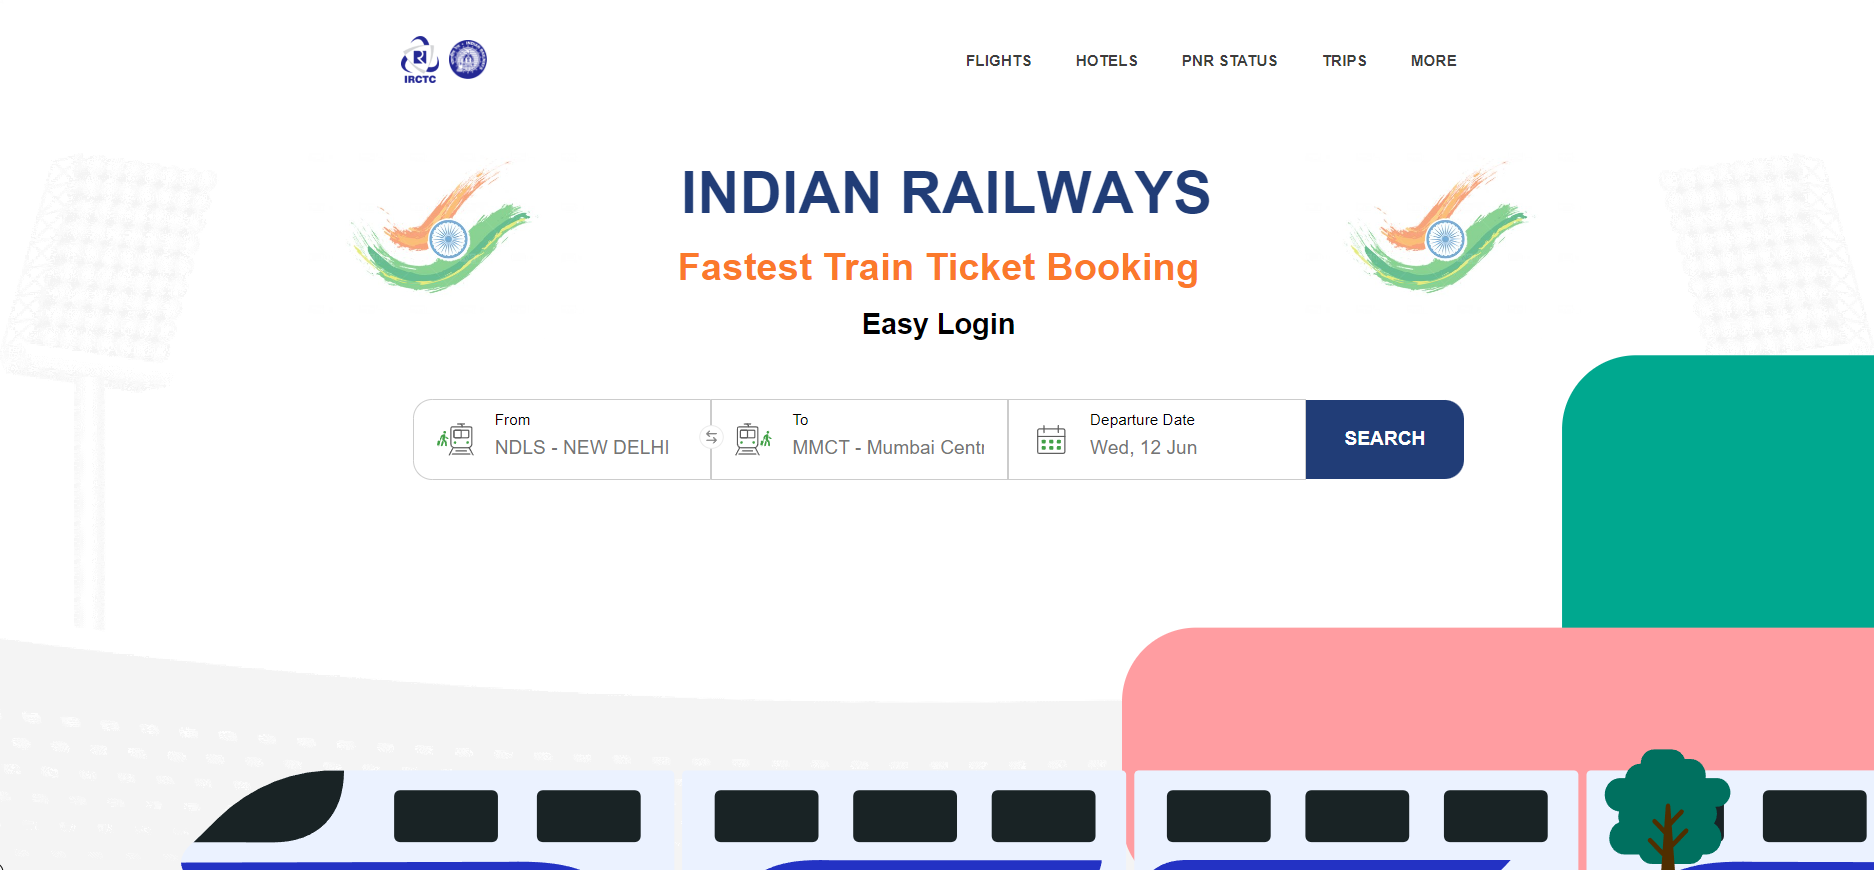 IRCTC
FLIGHTS HOTELS PNR STATUS TRIPS MORE
INDIAN RAILWAYS
Fastest Train Ticket Booking
Easy Login
From To Departure Date
NDLS - NEW DELHI MMCT - Mumbai Centr Wed, 12 Jun
SEARCH